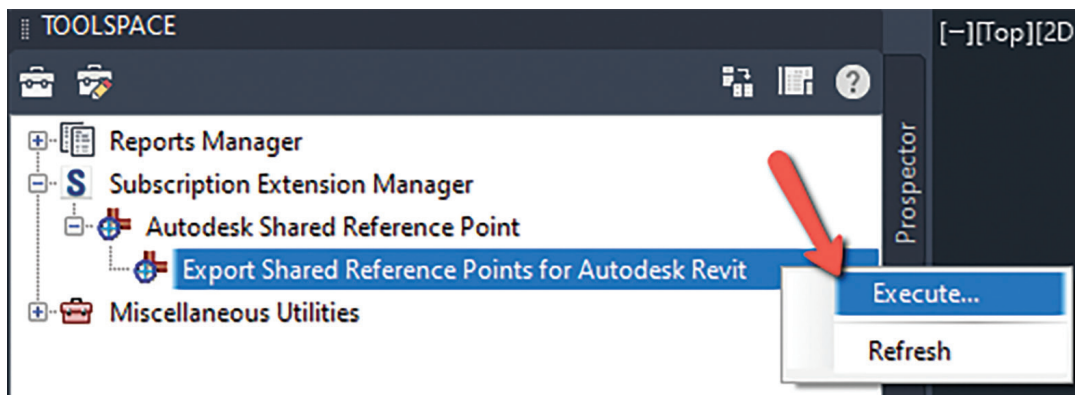 TOOLSPACE
[−][Top][2D
Prospector
Reports Manager
S Subscription Extension Manager
Autodesk Shared Reference Point
Export Shared Reference Points for Autodesk Revit
Miscellaneous Utilities
Execute...
Refresh